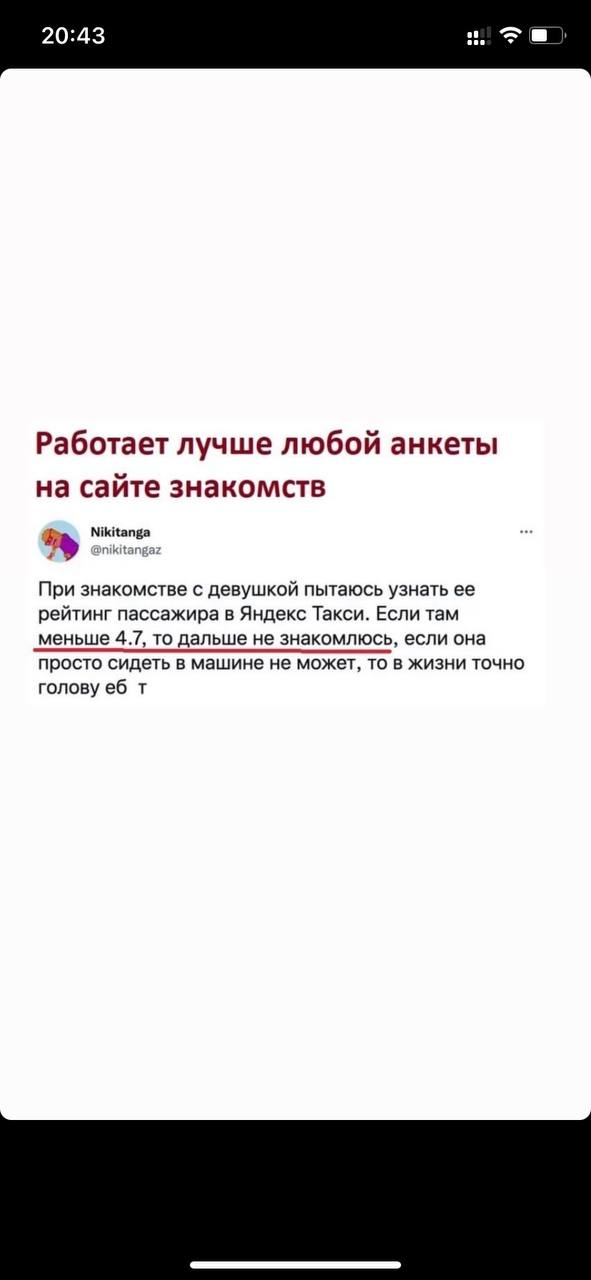 20:43
Работает лучше любой анкеты
на сайте знакомств
Nikitanga
@nikitangaz
При знакомстве с девушкой пытаюсь узнать ее
рейтинг пассажира в Яндекс Такси. Если там
меньше 4.7, то дальше не знакомлюсь, если она
просто сидеть в машине не может, то в жизни точно
голову еб т